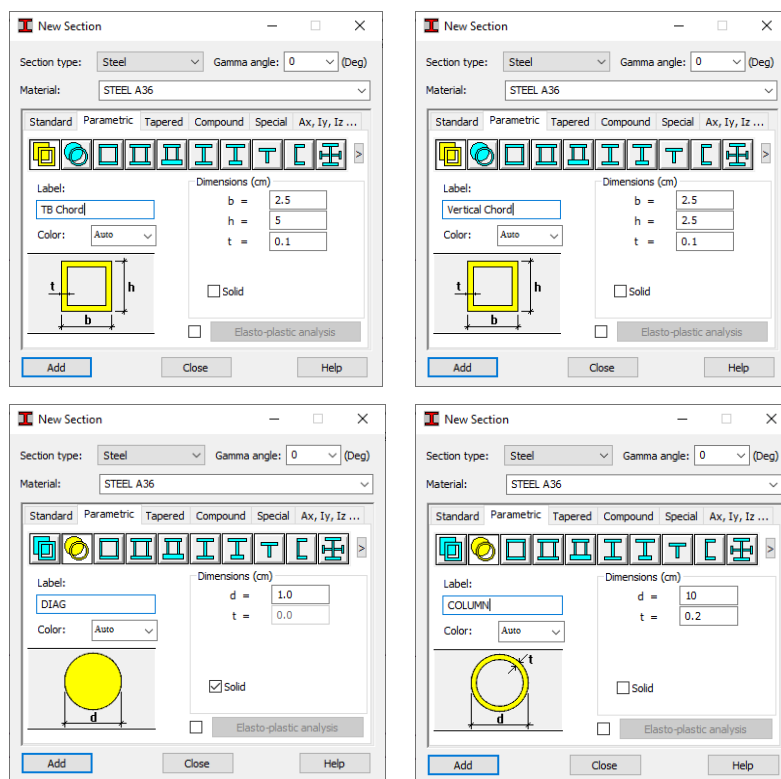 New Section
Section type: Steel Gamma angle: 0 (Deg)
Material: STEEL A36
Standard Parametric Tapered Compound Special Ax, Iy, Iz ...
>
Label: Dimensions (cm)
TB Chord b = 2.5
h = 5
Color: Auto t = 0.1
t h Solid
b
Elasto-plastic analysis
Add Close Help
New Section
Section type: Steel Gamma angle: 0 (Deg)
Material: STEEL A36
Standard Parametric Tapered Compound Special Ax, Iy, Iz ...
>
Label: Dimensions (cm)
Vertical Chord b = 2.5
h = 2.5
Color: Auto t = 0.1
t h Solid
b
Elasto-plastic analysis
Add Close Help
New Section
Section type: Steel Gamma angle: 0 (Deg)
Material: STEEL A36
Standard Parametric Tapered Compound Special Ax, Iy, Iz ...
>
Label: Dimensions (cm)
DIAG d = 1.0
t = 0.0
Color: Auto
Solid
d
Elasto-plastic analysis
Add Close Help
New Section
Section type: Steel Gamma angle: 0 (Deg)
Material: STEEL A36
Standard Parametric Tapered Compound Special Ax, Iy, Iz ...
>
Label: Dimensions (cm)
COLUMN d = 10
t = 0.2
Color: Auto
t
Solid
d
Elasto-plastic analysis
Add Close Help